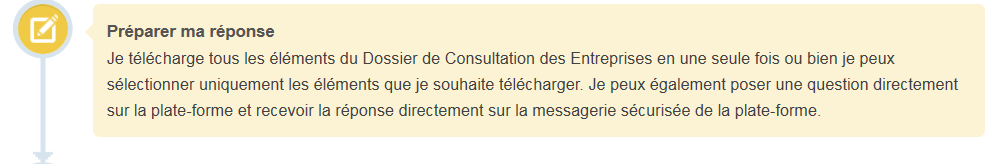 Préparer ma réponse
Je télécharge tous les éléments du Dossier de Consultation des Entreprises en une seule fois ou bien je peux
sélectionner uniquement les éléments que je souhaite télécharger. Je peux également poser une question directement
sur la plate-forme et recevoir la réponse directement sur la messagerie sécurisée de la plate-forme.